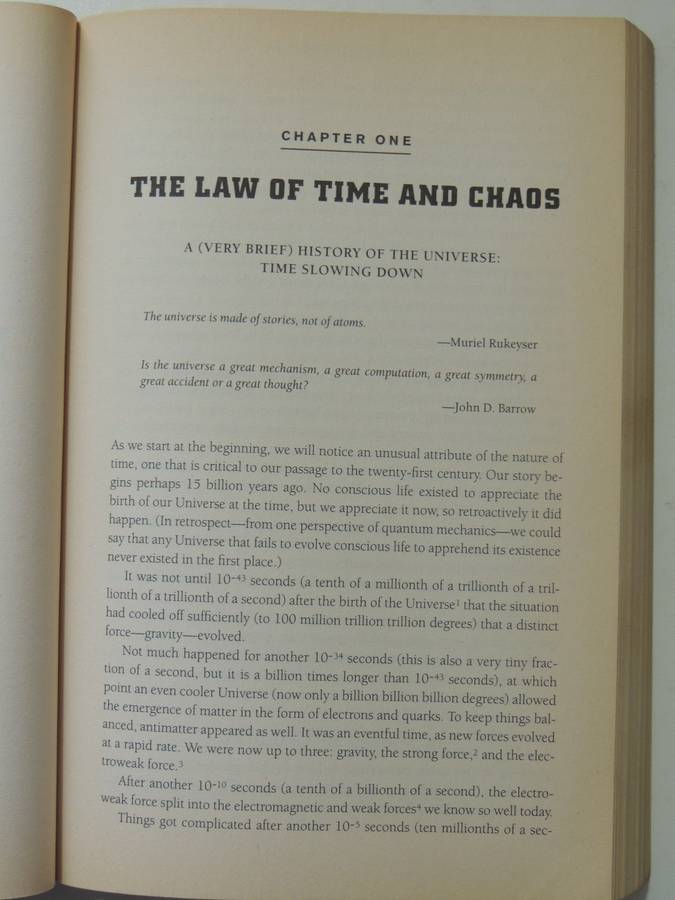 CHAPTER ONE
THE LAW OF TIME AND CHAOS
A (VERY BRIEF) HISTORY OF THE UNIVERSE:
TIME SLOWING DOWN
The universe is made of stories, not of atoms.
—Muriel Rukeyser
Is the universe a great mechanism, a great computation, a great symmetry, a
great accident or a great thought?
—John D. Barrow
As we start at the beginning, we will notice an unusual attribute of the nature of
time, one that is critical to our passage to the twenty-first century. Our story be-
gins perhaps 15 billion years ago. No conscious life existed to appreciate the
birth of our Universe at the time, but we appreciate it now, so retroactively it did
happen. (In retrospect—from one perspective of quantum mechanics—we could
say that any Universe that fails to evolve conscious life to apprehend its existence
never existed in the first place.)
It was not until 10⁻⁴³ seconds (a tenth of a millionth of a trillionth of a tril-
lionth of a trillionth of a second) after the birth of the Universe¹ that the situation
had cooled off sufficiently (to 100 million trillion trillion degrees) that a distinct
force—gravity—evolved.
Not much happened for another 10⁻³⁴ seconds (this is also a very tiny frac-
tion of a second, but it is a billion times longer than 10⁻⁴³ seconds), at which
point an even cooler Universe (now only a billion billion billion degrees) allowed
the emergence of matter in the form of electrons and quarks. To keep things bal-
anced, antimatter appeared as well. It was an eventful time, as new forces evolved
at a rapid rate. We were now up to three: gravity, the strong force,² and the elec-
troweak force.³
After another 10⁻¹⁰ seconds (a tenth of a billionth of a second), the electro-
weak force split into the electromagnetic and weak forces⁴ we know so well today.
Things got complicated after another 10⁻⁵ seconds (ten millionths of a sec-